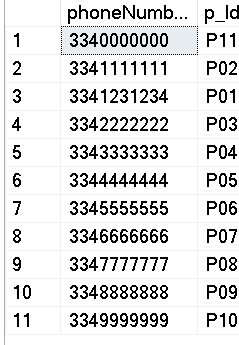 phoneNumb... p_Id
1 3340000000 P11
2 3341111111 P02
3 3341231234 P01
4 3342222222 P03
5 3343333333 P04
6 3344444444 P05
7 3345555555 P06
8 3346666666 P07
9 3347777777 P08
10 3348888888 P09
11 3349999999 P10